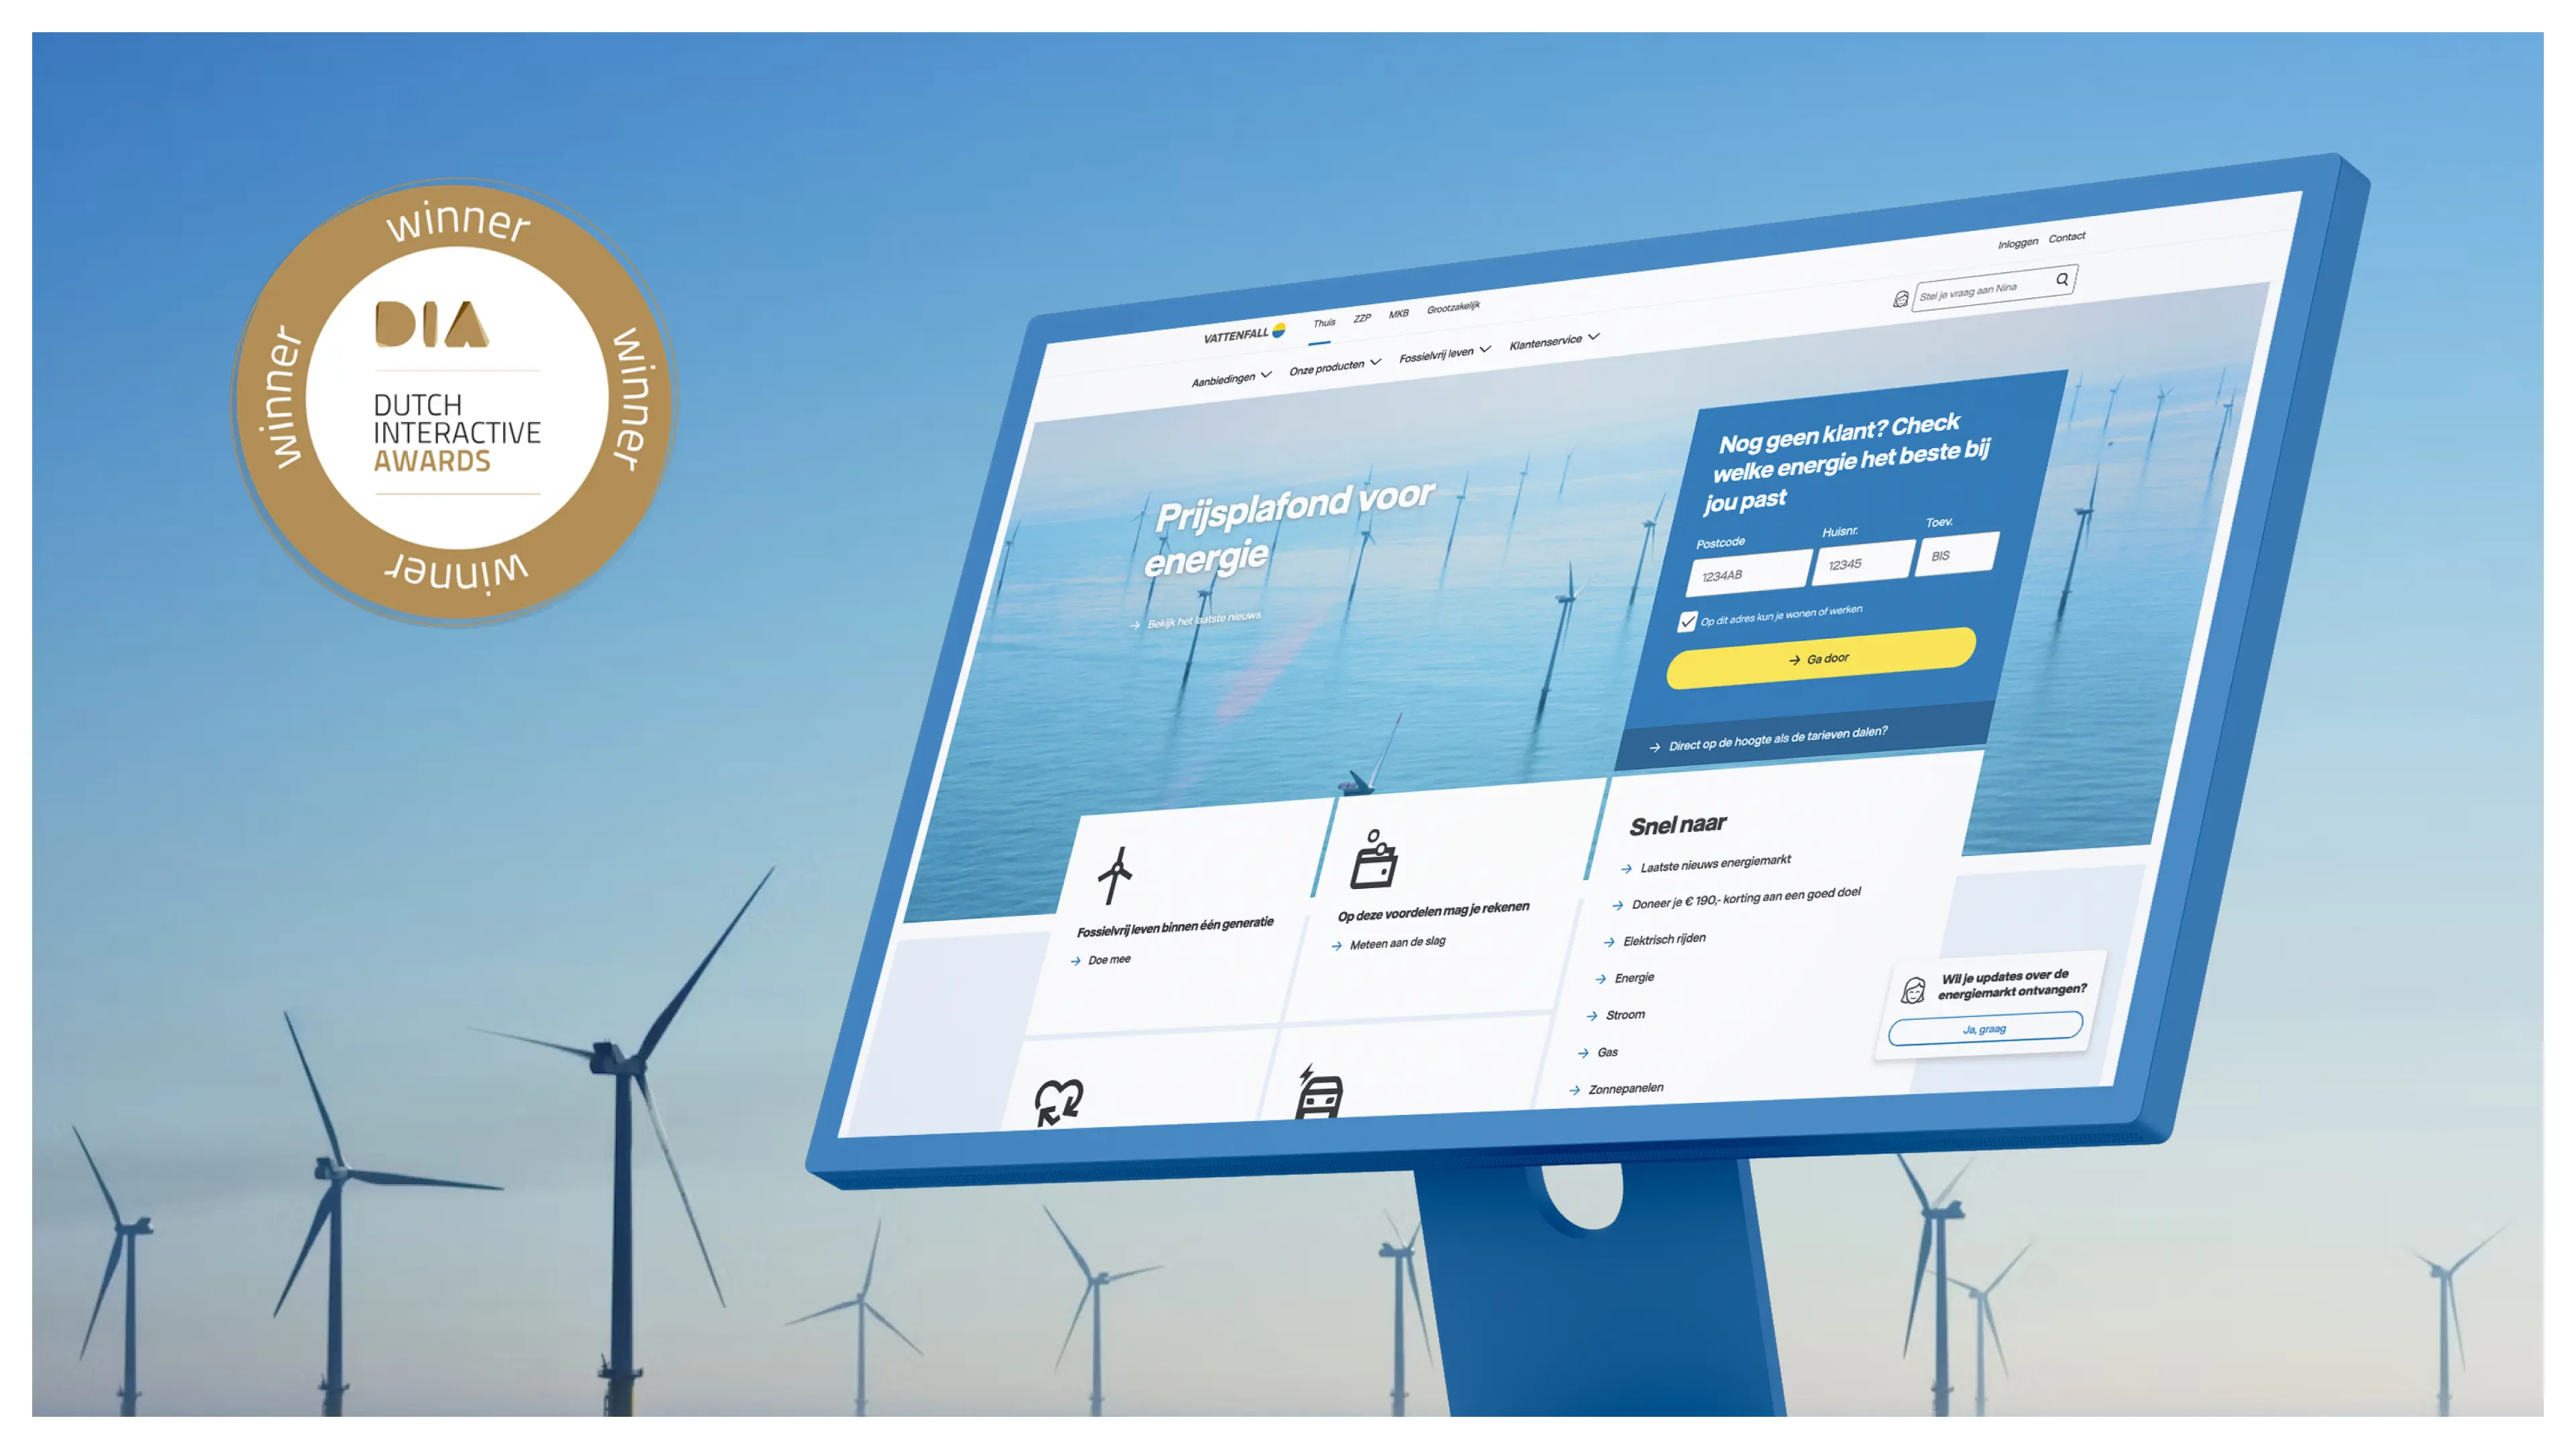 winner
winner
winner
winner
DIA
DUTCH
INTERACTIVE
AWARDS
Inloggen Contact
VATTENFALL Thuis ZZP MKB Grootzakelijk
Stel je vraag aan Nina
Aanbiedingen Onze producten Fossielvrij leven Klantenservice
Prijsplafond voor
energie
Bekijk het laatste nieuws
Nog geen klant? Check
welke energie het beste bij
jou past
Postcode Huisnr. Toev.
1234AB 12345 BIS
Op dit adres kun je wonen of werken
Ga door
Direct op de hoogte als de tarieven dalen?
Fossielvrij leven binnen één generatie
Doe mee
Op deze voordelen mag je rekenen
Meteen aan de slag
Snel naar
Laatste nieuws energiemarkt
Doneer je € 190,- korting aan een goed doel
Elektrisch rijden
Energie
Stroom
Gas
Zonnepanelen
Wil je updates over de
energiemarkt ontvangen?
Ja, graag